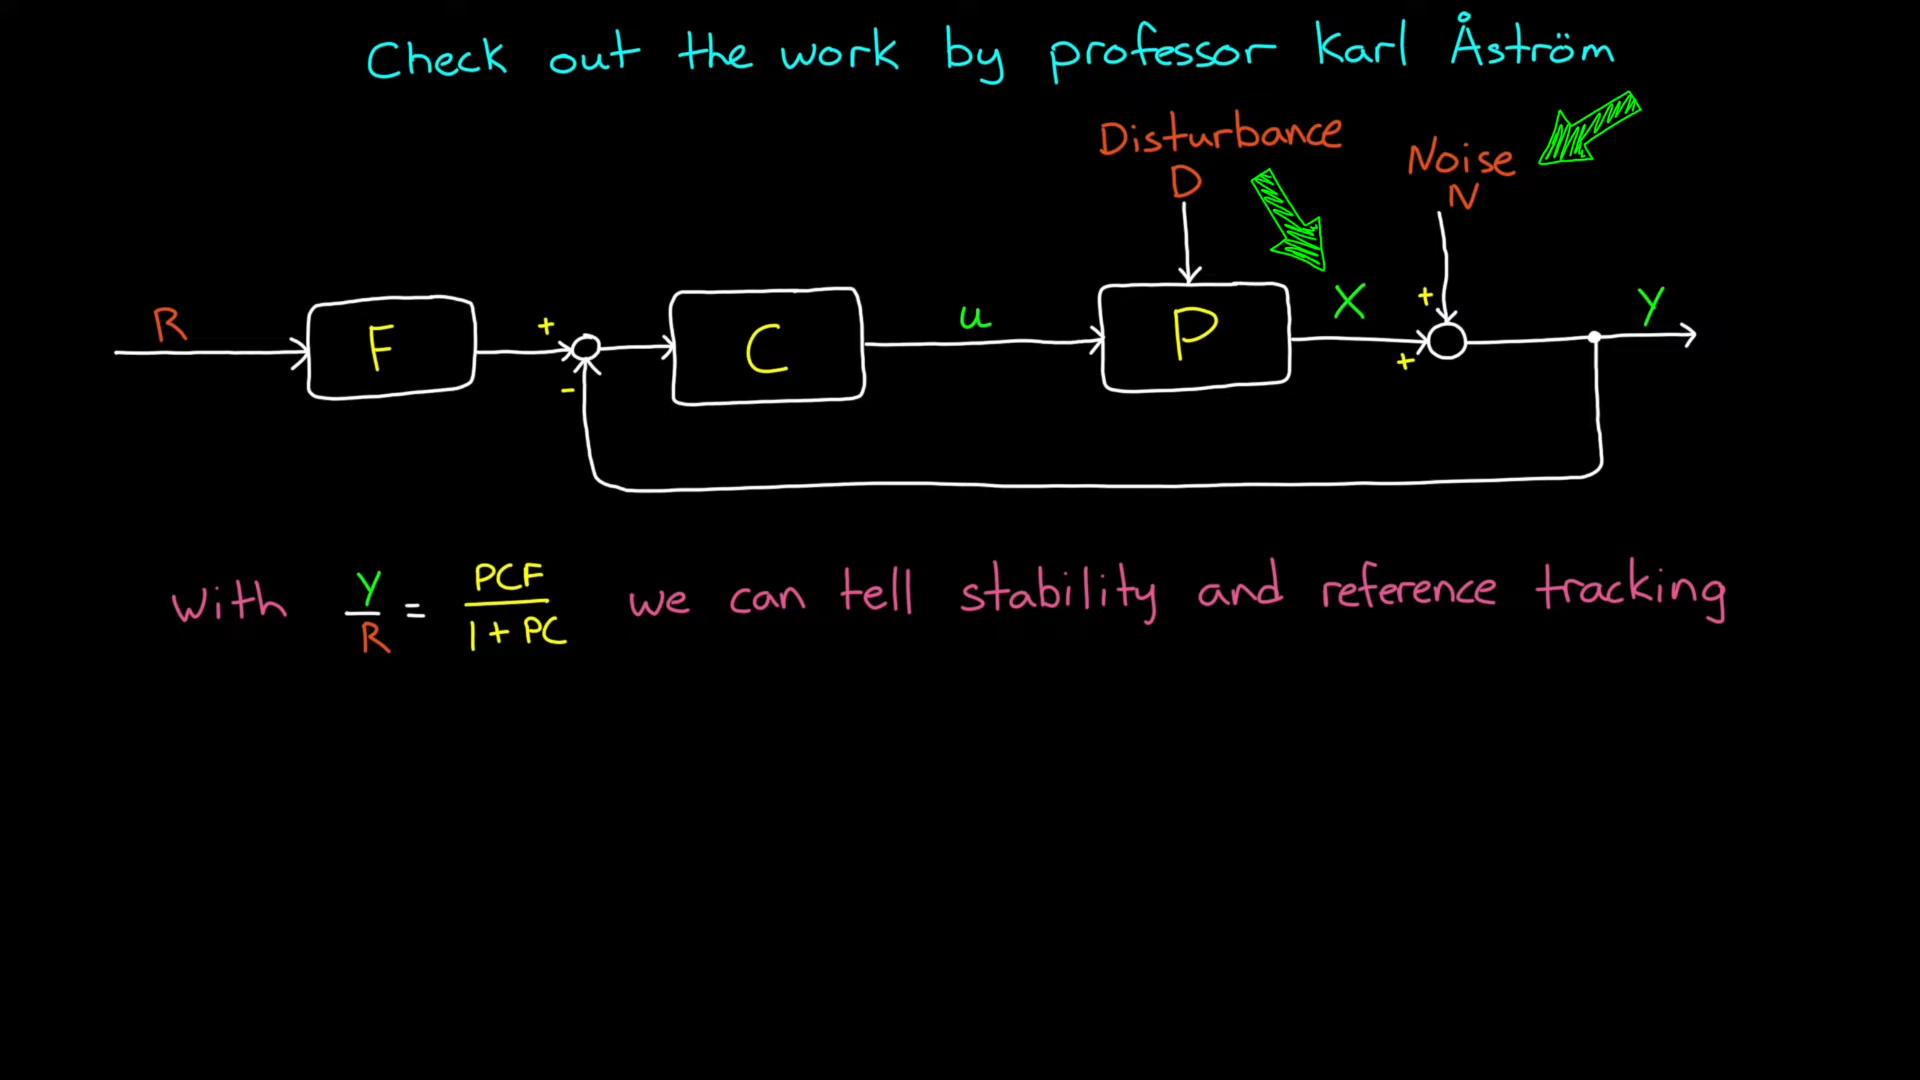 Check out the work by professor Karl Åström
Disturbance
D
Noise
N
R
F
+
-
C
u
P
X
+
+
Y
With Y/R = PCF/1 + PC we can tell stability and reference tracking